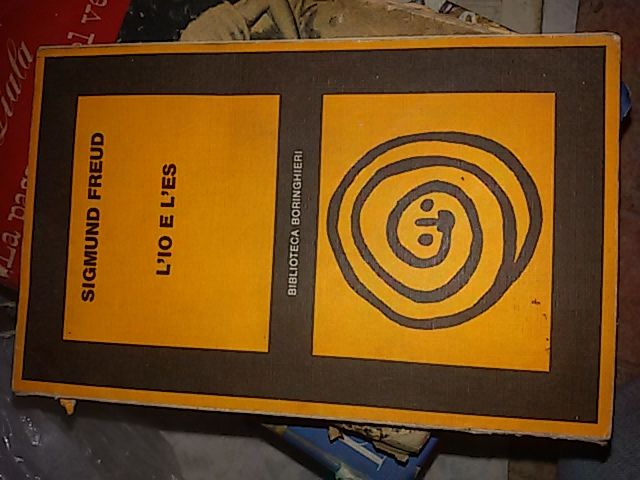 SIGMUND FREUD
L'IO E L'ES
BIBLIOTECA BORINGHIERI